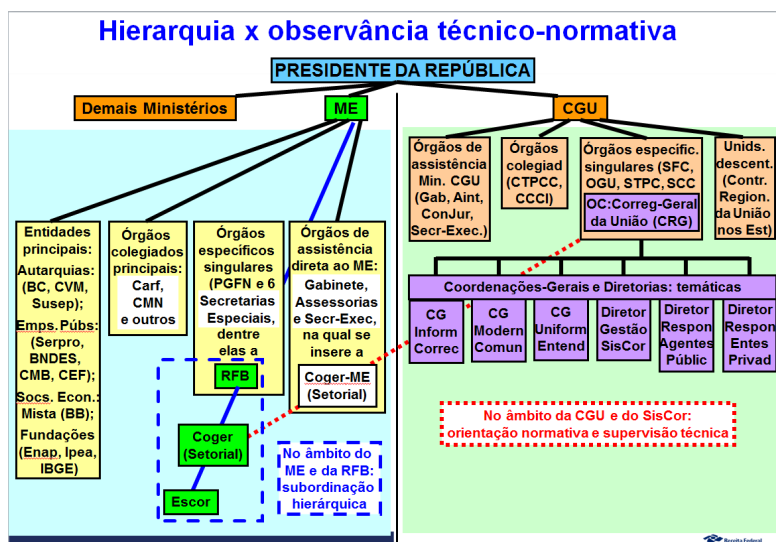 Hierarquia x observância técnico-normativa
PRESIDENTE DA REPÚBLICA
Demais Ministérios
ME
CGU
Entidades
principais:
Autarquias:
(BC, CVM,
Susep);
Emps.Púbs:
(Serpro,
BNDES,
CMB, CEF);
Socs. Econ.:
Mista (BB);
Fundações
(Enap, Ipea,
IBGE)
Órgãos
colegiados
principais:
Carf,
CMN
e outros
Órgãos
específicos
singulares
(PGFN e 6
Secretarias
Especiais,
dentre
elas a
RFB
Coger
(Setorial)
Escor
Órgãos de
assistência
direta ao ME:
Gabinete,
Assessorias
e Secr-Exec,
na qual se
insere a
Coger-ME
(Setorial)
No âmbito do
ME e da RFB:
subordinação
hierárquica
Órgãos de
assistência
Min. CGU
(Gab, Aint,
ConJur,
Secr-Exec.)
Órgãos
colegiad
(CTPCC,
CCCI)
Órgãos especific.
singulares (SFC,
OGU, STPC, SCC
OC:Correg-Geral
da União (CRG)
Unids.
descent.
(Contr.
Region.
da União
nos Est)
Coordenações-Gerais e Diretorias: temáticas
CG
Inform
Correc
CG
Modern
Comun
CG
Uniform
Entend
Diretor
Gestão
SisCor
Diretor
Respon
Agentes
Públic
Diretor
Respon
Entes
Privad
No âmbito da CGU e do SisCor:
orientação normativa e supervisão técnica
Receita Federal